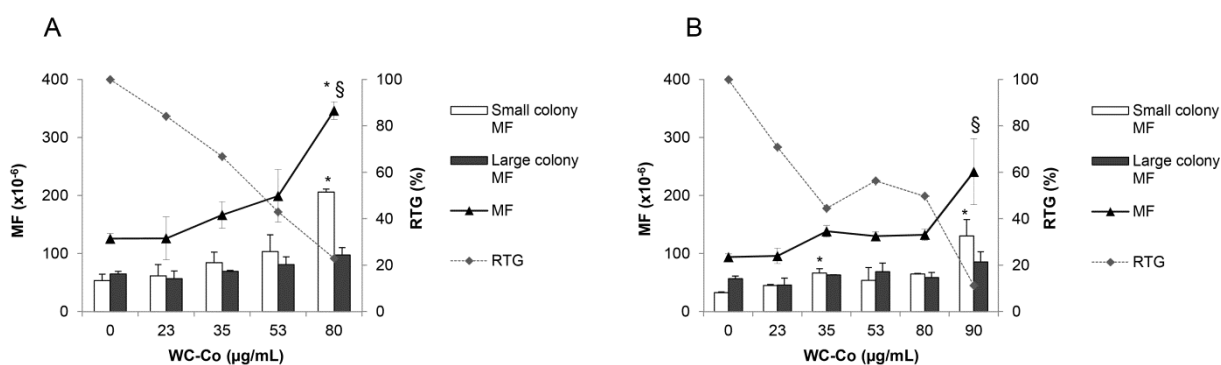 A
* §
*
400
300
200
100
0
100
80
60
40
20
0
MF (x10⁻⁶)
RTG (%)
0 23 35 53 80
WC-Co (µg/mL)
Small colony
MF
Large colony
MF
MF
RTG
B
§
*
*
400
300
200
100
0
100
80
60
40
20
0
MF (x10⁻⁶)
RTG (%)
0 23 35 53 80 90
WC-Co (µg/mL)
Small colony
MF
Large colony
MF
MF
RTG